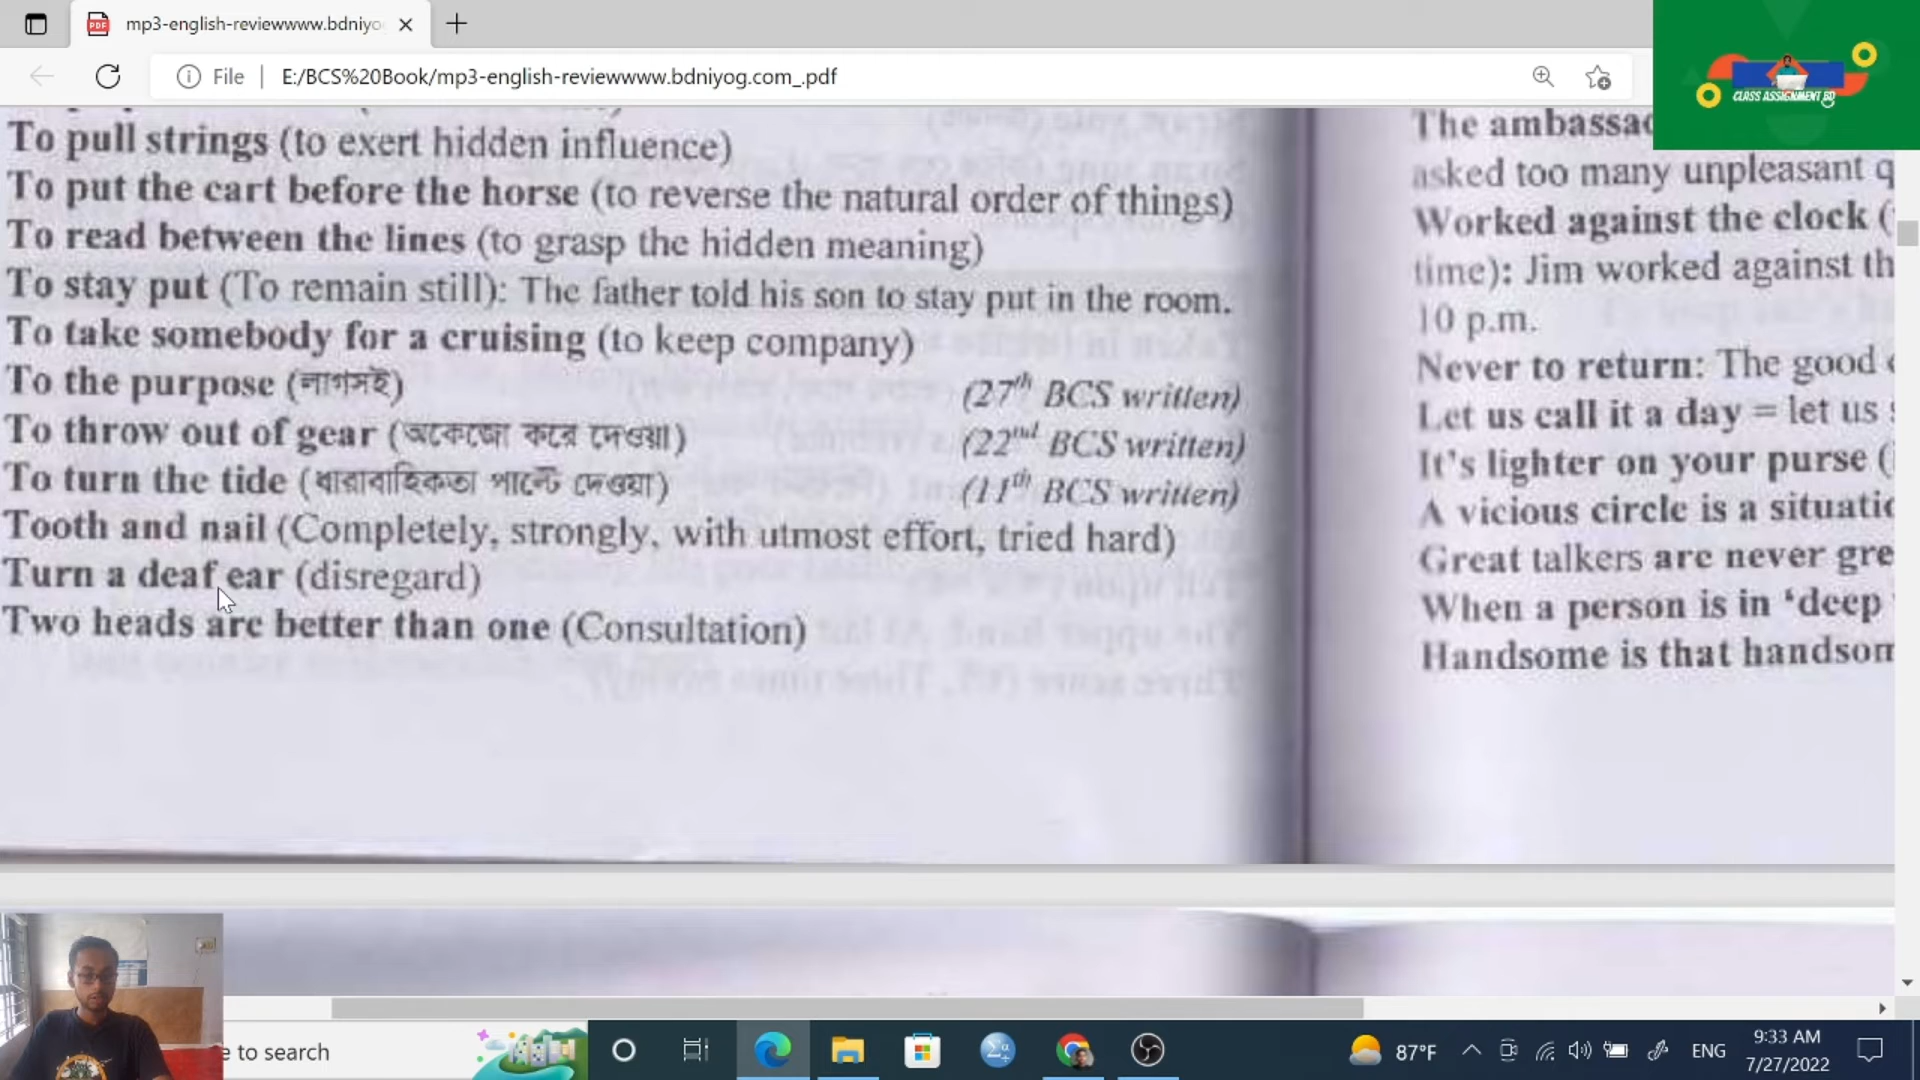 mp3-english-reviewwww.bdniyo
File
E:/BCS%20Book/mp3-english-reviewwww.bdniyog.com_.pdf
CLASS ASSIGNMENT BD
To pull strings (to exert hidden influence)
To put the cart before the horse (to reverse the natural order of things)
To read between the lines (to grasp the hidden meaning)
To stay put (To remain still): The father told his son to stay put in the room.
To take somebody for a cruising (to keep company)
To the purpose (লাগসই) (27th BCS written)
To throw out of gear (অকেজো করে দেওয়া) (22nd BCS written)
To turn the tide (ধারাবাহিকতা পাল্টে দেওয়া) (11th BCS written)
Tooth and nail (Completely, strongly, with utmost effort, tried hard)
Turn a deaf ear (disregard)
Two heads are better than one (Consultation)
The ambassad
asked too many unpleasant q
Worked against the clock (
time): Jim worked against th
10 p.m.
Never to return: The good
Let us call it a day = let us
It's lighter on your purse (
A vicious circle is a situatio
Great talkers are never gre
When a person is in 'deep
Handsome is that handsom
e to search
87°F
ENG
9:33 AM
7/27/2022